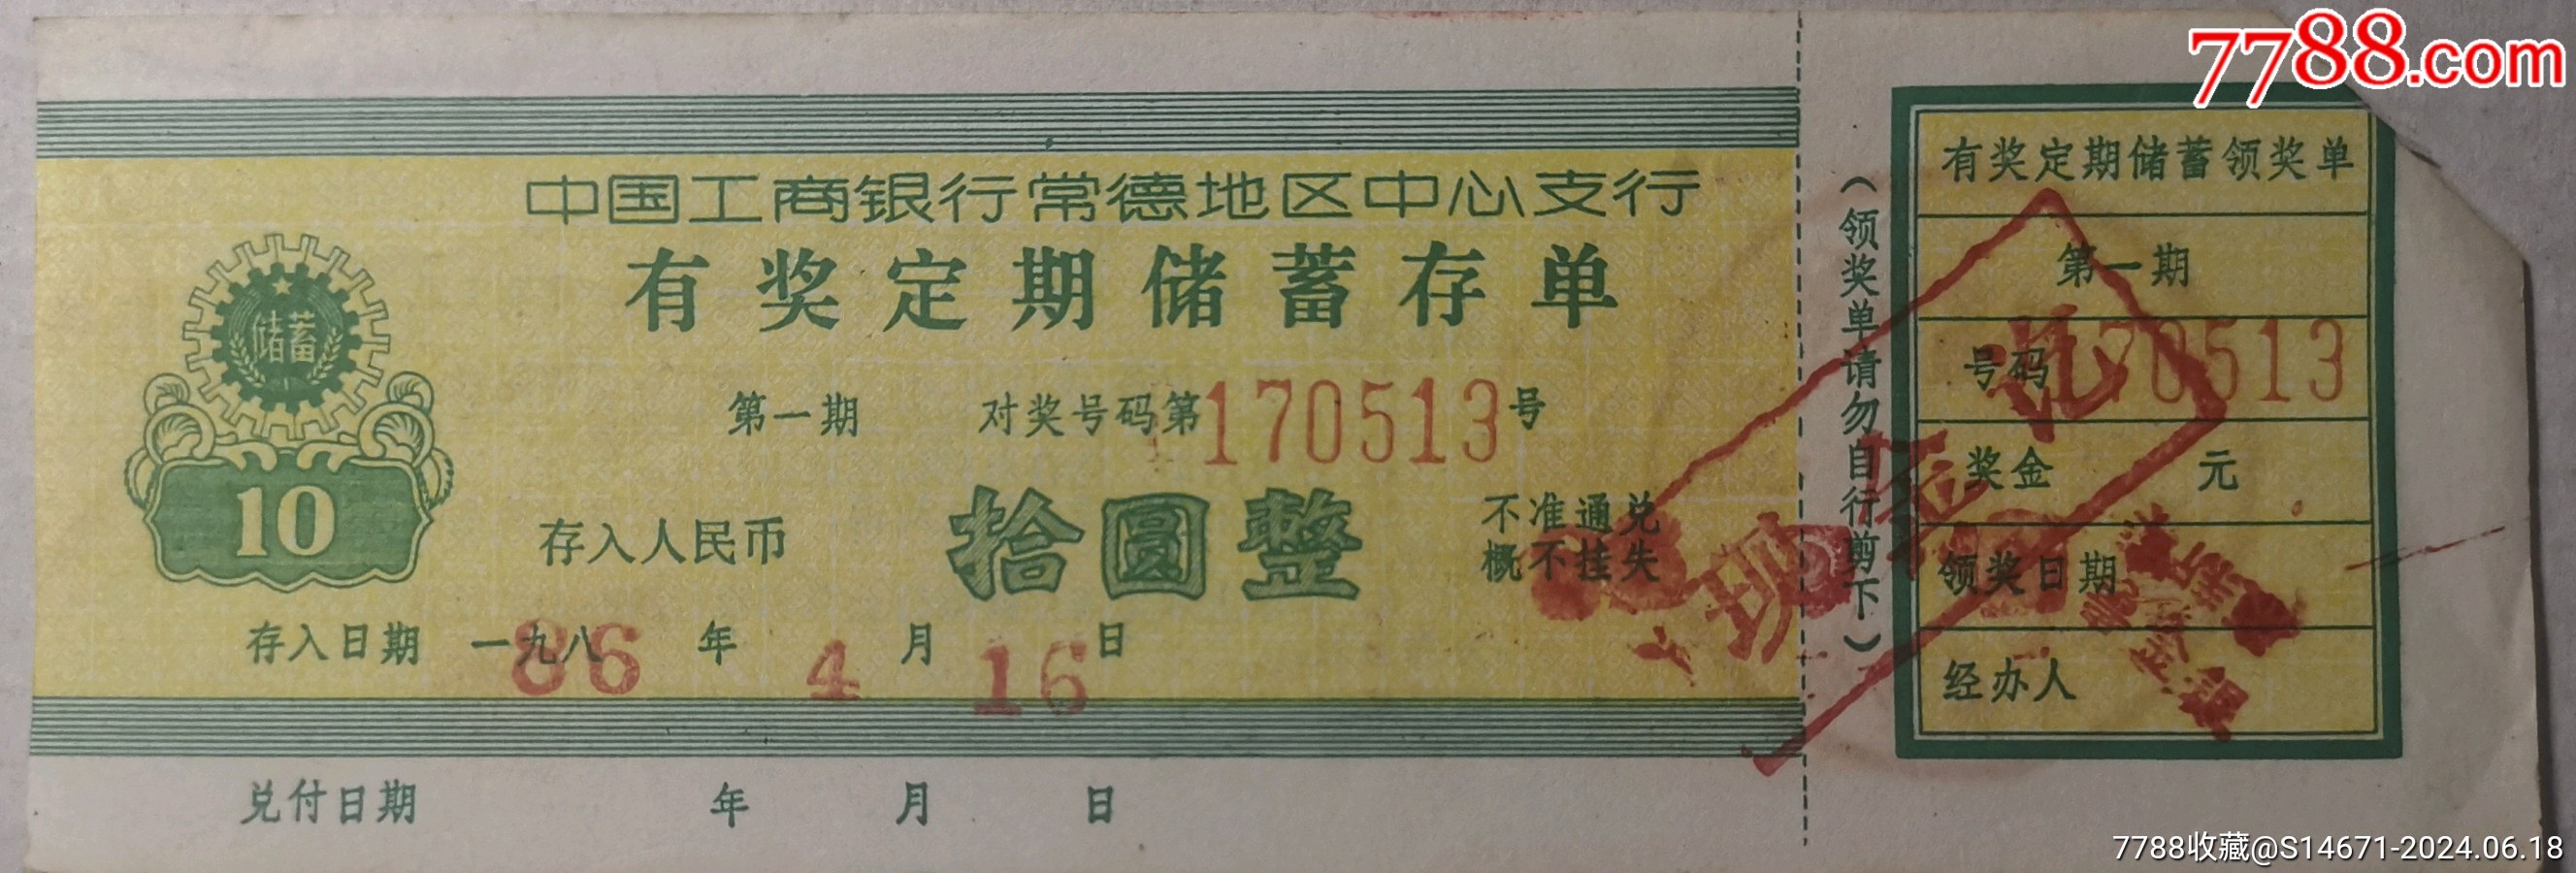 中国工商银行常德地区中心支行
有奖定期储蓄存单
储蓄
10
第一期 对奖号码第170513号
存入人民币 拾圆整
不准通兑
概不挂失
存入日期 一九八86年4月16日
兑付日期 年 月 日
(领奖单请勿自行剪下)
有奖定期储蓄领奖单
第一期
号码 170513
奖金 元
领奖日期
经办人
7788.com
7788收藏@S14671-2024.06.18